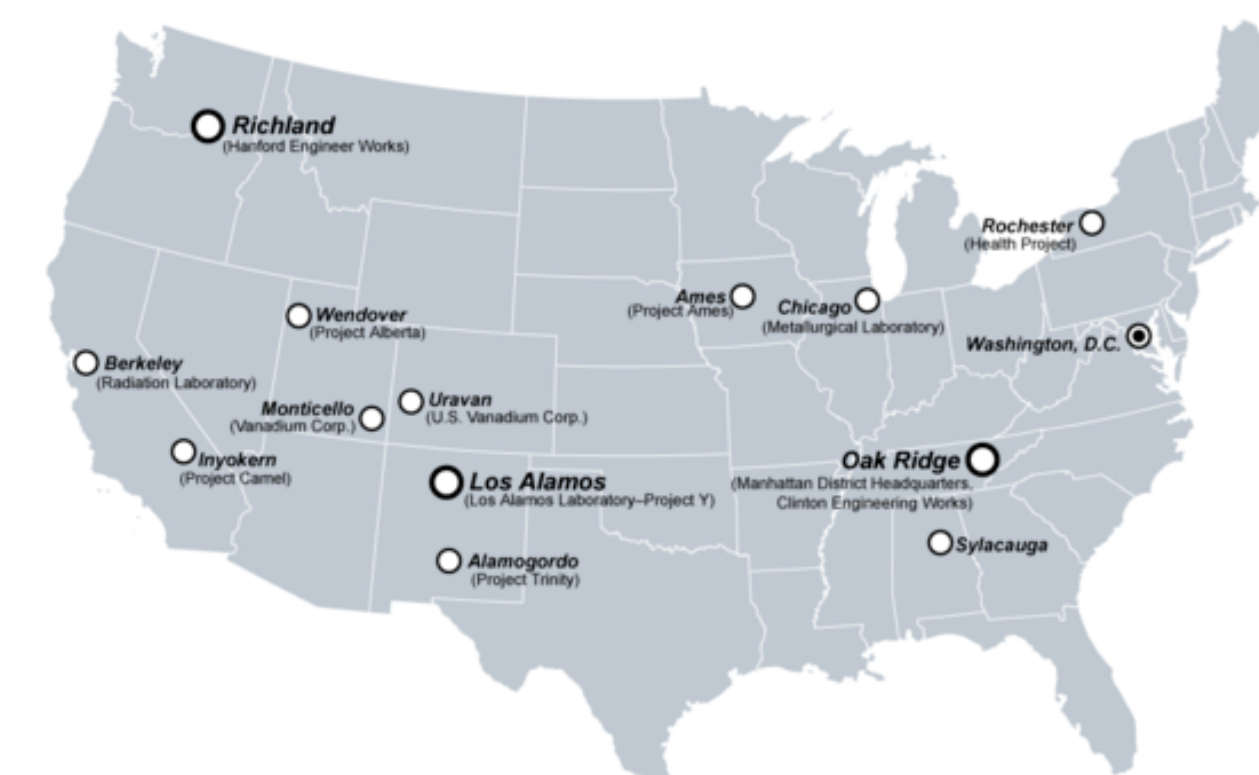 Richland
(Hanford Engineer Works)
Rochester
(Health Project)
Ames
(Project Ames)
Chicago
(Metallurgical Laboratory)
Wendover
(Project Alberta)
Washington, D.C.
Berkeley
(Radiation Laboratory)
Uravan
(U.S. Vanadium Corp.)
Monticello
(Vanadium Corp.)
Inyokern
(Project Camel)
Oak Ridge
(Manhattan District Headquarters,
Clinton Engineering Works)
Los Alamos
(Los Alamos Laboratory–Project Y)
Sylacauga
Alamogordo
(Project Trinity)